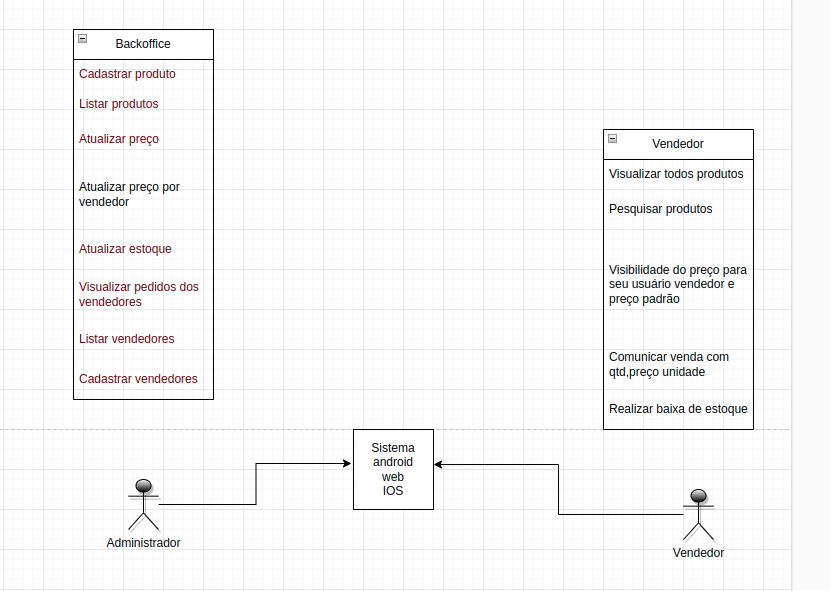 Backoffice
Cadastrar produto
Listar produtos
Atualizar preço
Atualizar preço por
vendedor
Atualizar estoque
Visualizar pedidos dos
vendedores
Listar vendedores
Cadastrar vendedores
Vendedor
Visualizar todos produtos
Pesquisar produtos
Visibilidade do preço para
seu usuário vendedor e
preço padrão
Comunicar venda com
qtd,preço unidade
Realizar baixa de estoque
Sistema
android
web
IOS
Administrador
Vendedor